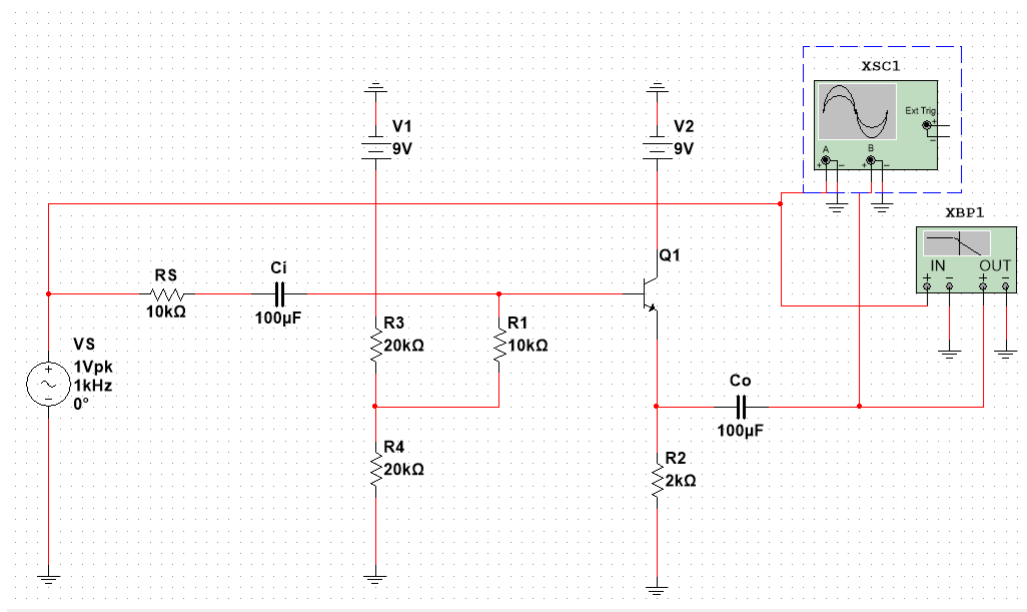 XSC1
Ext Trig
+
−
A
B
+
−
+
−
V1
9V
V2
9V
XBP1
IN
OUT
+
−
+
−
Q1
RS
10kΩ
Ci
100µF
R3
20kΩ
R1
10kΩ
VS
1Vpk
1kHz
0°
+
−
Co
100µF
R4
20kΩ
R2
2kΩ